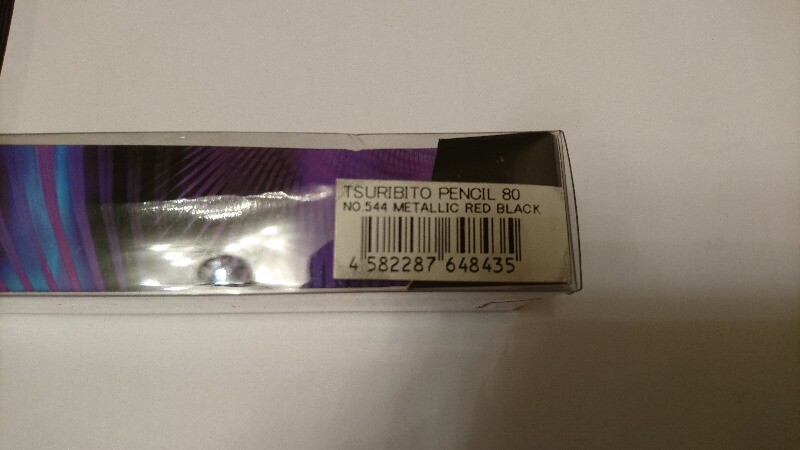 TSURIBITO PENCIL 80
NO.544 METALLIC RED BLACK
4 582287 648435